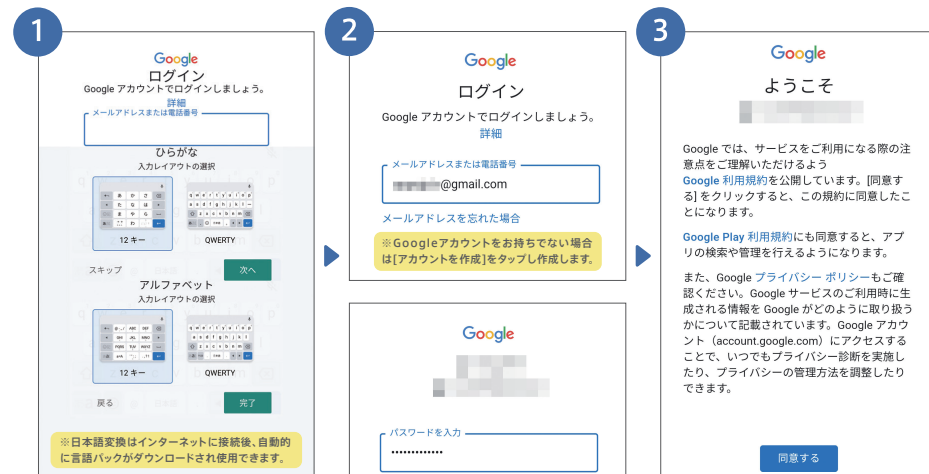 1
Google
ログイン
Google アカウントでログインしましょう。
詳細
メールアドレスまたは電話番号
ひらがな
入力レイアウトの選択
12 キー
QWERTY
スキップ
次へ
アルファベット
入力レイアウトの選択
12 キー
QWERTY
戻る
完了
※日本語変換はインターネットに接続後、自動的
に言語パックがダウンロードされ使用できます。
2
Google
ログイン
Google アカウントでログインしましょう。
詳細
メールアドレスまたは電話番号
@gmail.com
メールアドレスを忘れた場合
※Googleアカウントをお持ちでない場合
は[アカウントを作成]をタップし作成します。
Google
パスワードを入力
3
Google
ようこそ
Google では、サービスをご利用になる際の注
意点をご理解いただけるよう
Google 利用規約を公開しています。[同意す
る] をクリックすると、この規約に同意したこ
とになります。
Google Play 利用規約にも同意すると、アプ
リの検索や管理を行えるようになります。
また、Google プライバシー ポリシーもご確
認ください。Google サービスのご利用時に生
成される情報を Google がどのように取り扱う
かについて記載されています。Google アカウ
ント（account.google.com）にアクセスする
ことで、いつでもプライバシー診断を実施し
たり、プライバシーの管理方法を調整したり
できます。
同意する